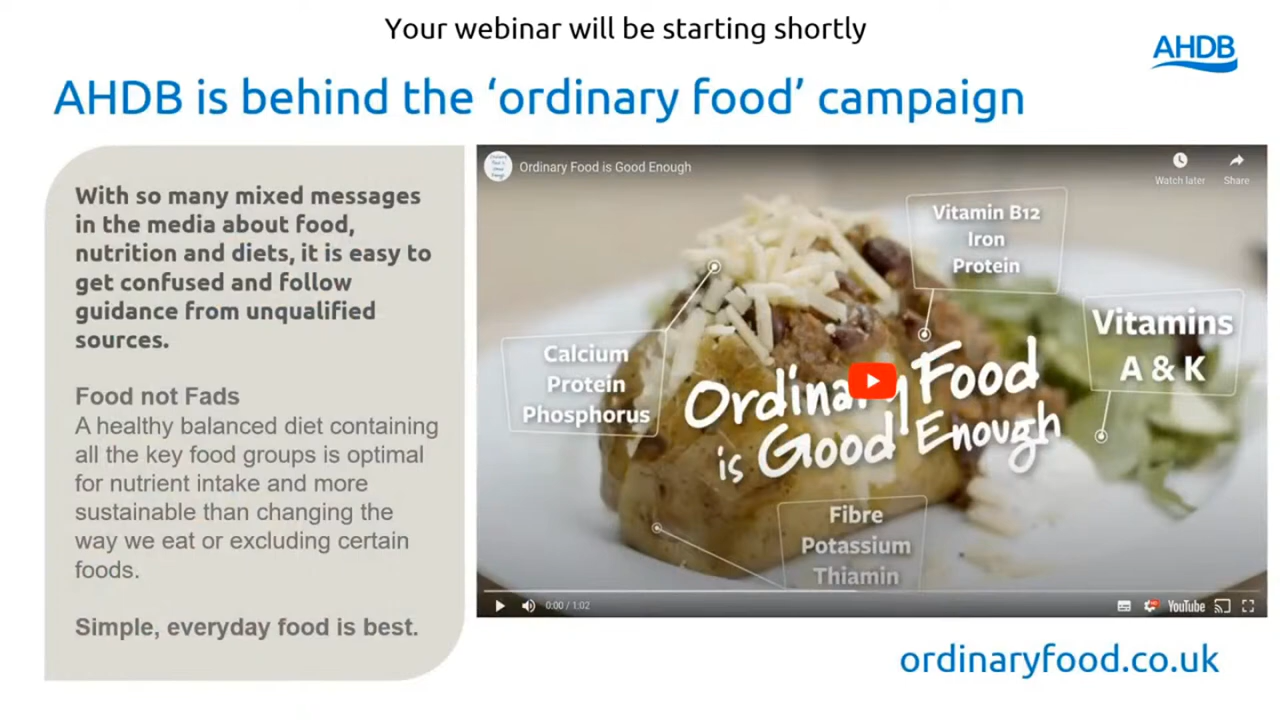 Your webinar will be starting shortly
AHDB
AHDB is behind the ‘ordinary food’ campaign
With so many mixed messages
in the media about food,
nutrition and diets, it is easy to
get confused and follow
guidance from unqualified
sources.
Food not Fads
A healthy balanced diet containing
all the key food groups is optimal
for nutrient intake and more
sustainable than changing the
way we eat or excluding certain
foods.
Simple, everyday food is best.
Ordinary Food is Good Enough
Watch later
Share
Vitamin B12
Iron
Protein
Vitamins
A & K
Calcium
Protein
Phosphorus
Ordinary Food
is Good Enough
Fibre
Potassium
Thiamin
0:00 / 1:02
YouTube
ordinaryfood.co.uk